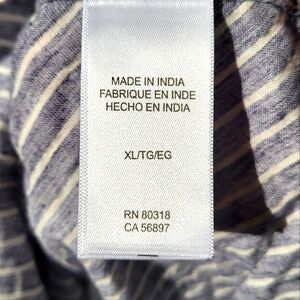 MADE IN INDIA
FABRIQUE EN INDE
HECHO EN INDIA
XL/TG/EG
RN 80318
CA 56897